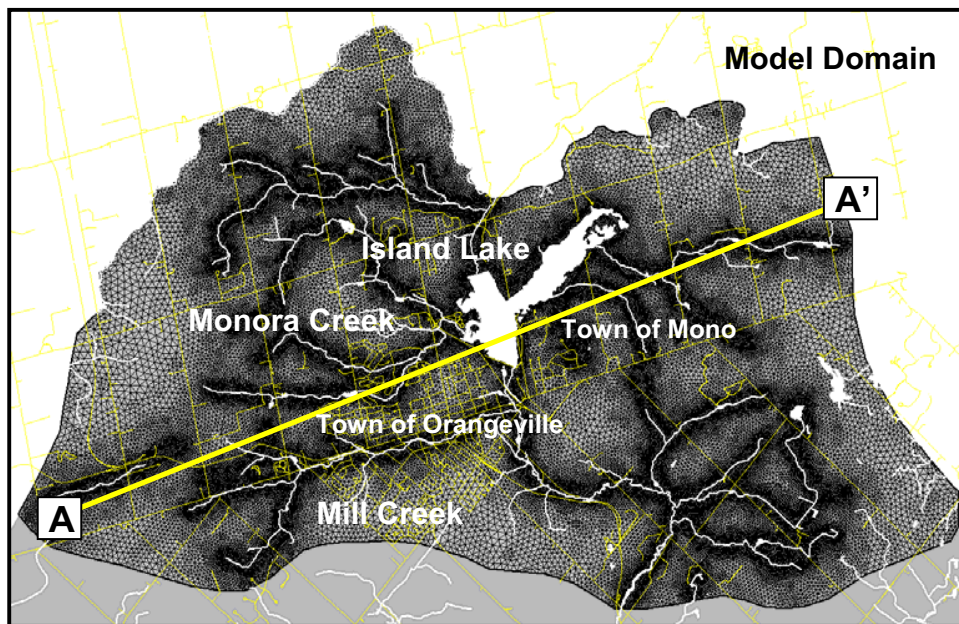 Model Domain
A’
Island Lake
Monora Creek
Town of Mono
Town of Orangeville
A
Mill Creek